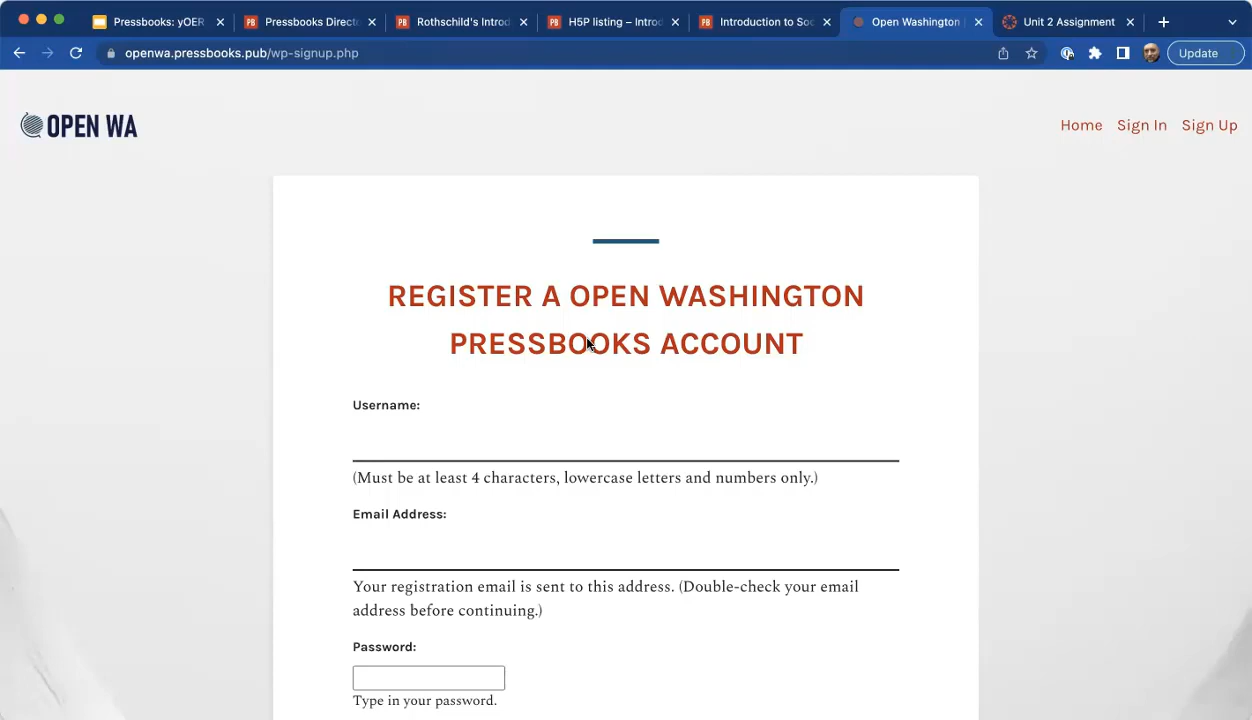 Pressbooks: yOER
Pressbooks Direct
Rothschild's Introd
H5P listing – Introd
Introduction to Soc
Open Washington
Unit 2 Assignment
openwa.pressbooks.pub/wp-signup.php
Update
OPEN WA
Home Sign In Sign Up
REGISTER A OPEN WASHINGTON
PRESSBOOKS ACCOUNT
Username:
(Must be at least 4 characters, lowercase letters and numbers only.)
Email Address:
Your registration email is sent to this address. (Double-check your email
address before continuing.)
Password:
Type in your password.